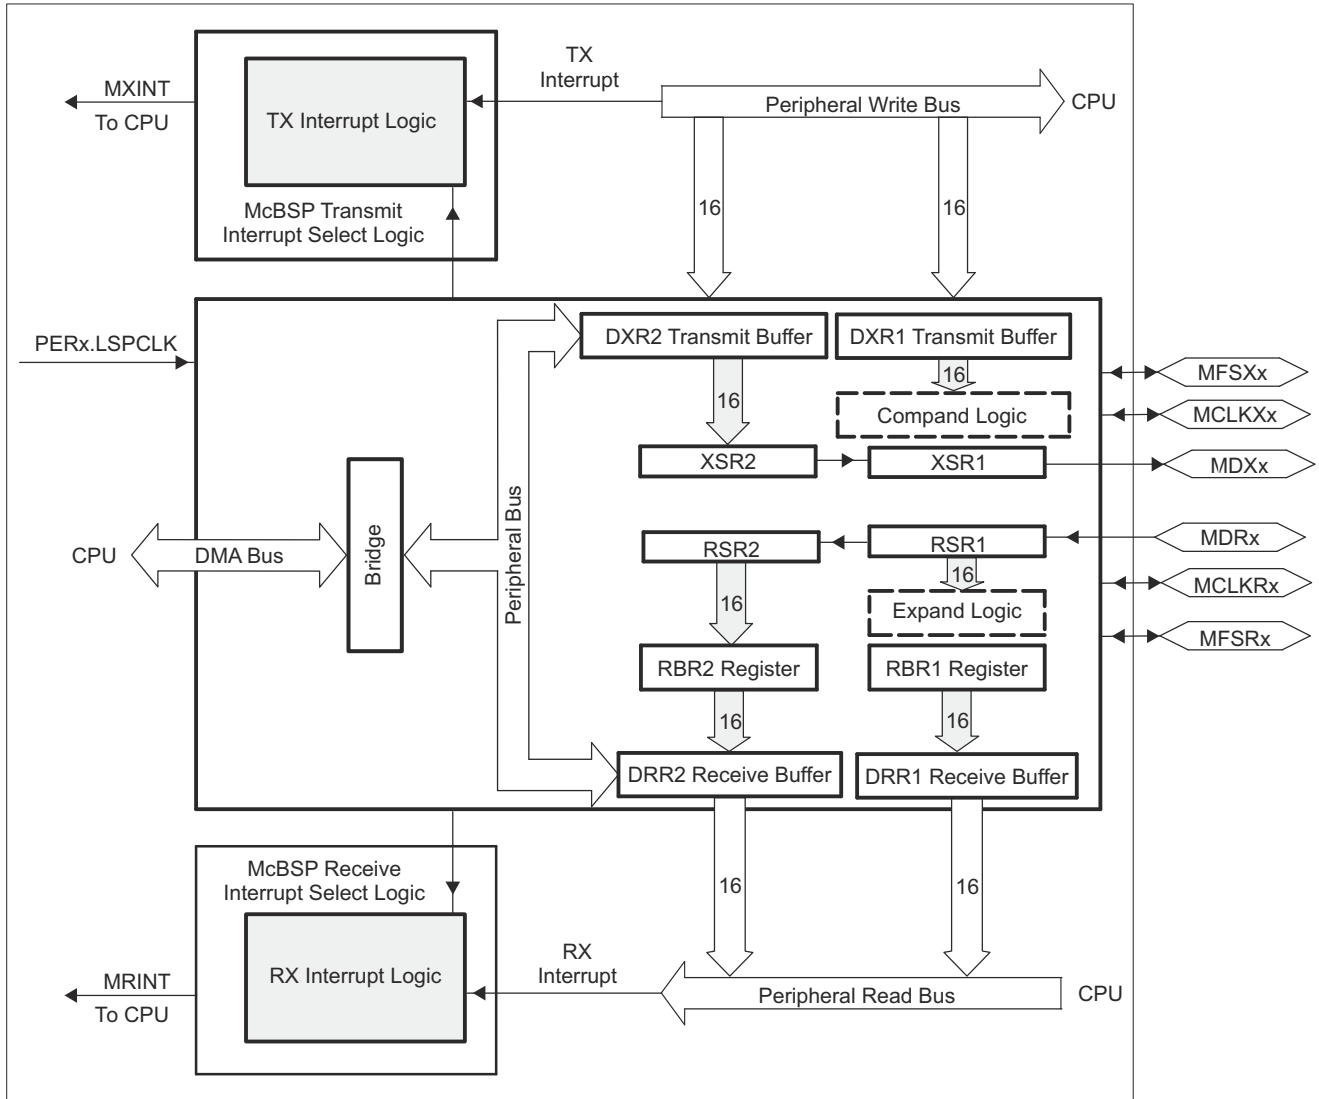 TX
Interrupt
MXINT
To CPU
TX Interrupt Logic
Peripheral Write Bus
CPU
McBSP Transmit
Interrupt Select Logic
16
16
PERx.LSPCLK
DXR2 Transmit Buffer
DXR1 Transmit Buffer
16
16
Compand Logic
XSR2
XSR1
MFSXx
MCLKXx
MDXx
CPU
DMA Bus
Bridge
Peripheral Bus
RSR2
RSR1
16
16
Expand Logic
RBR2 Register
RBR1 Register
16
16
DRR2 Receive Buffer
DRR1 Receive Buffer
MDRx
MCLKRx
MFSRx
McBSP Receive
Interrupt Select Logic
16
16
RX Interrupt Logic
RX
Interrupt
MRINT
To CPU
Peripheral Read Bus
CPU